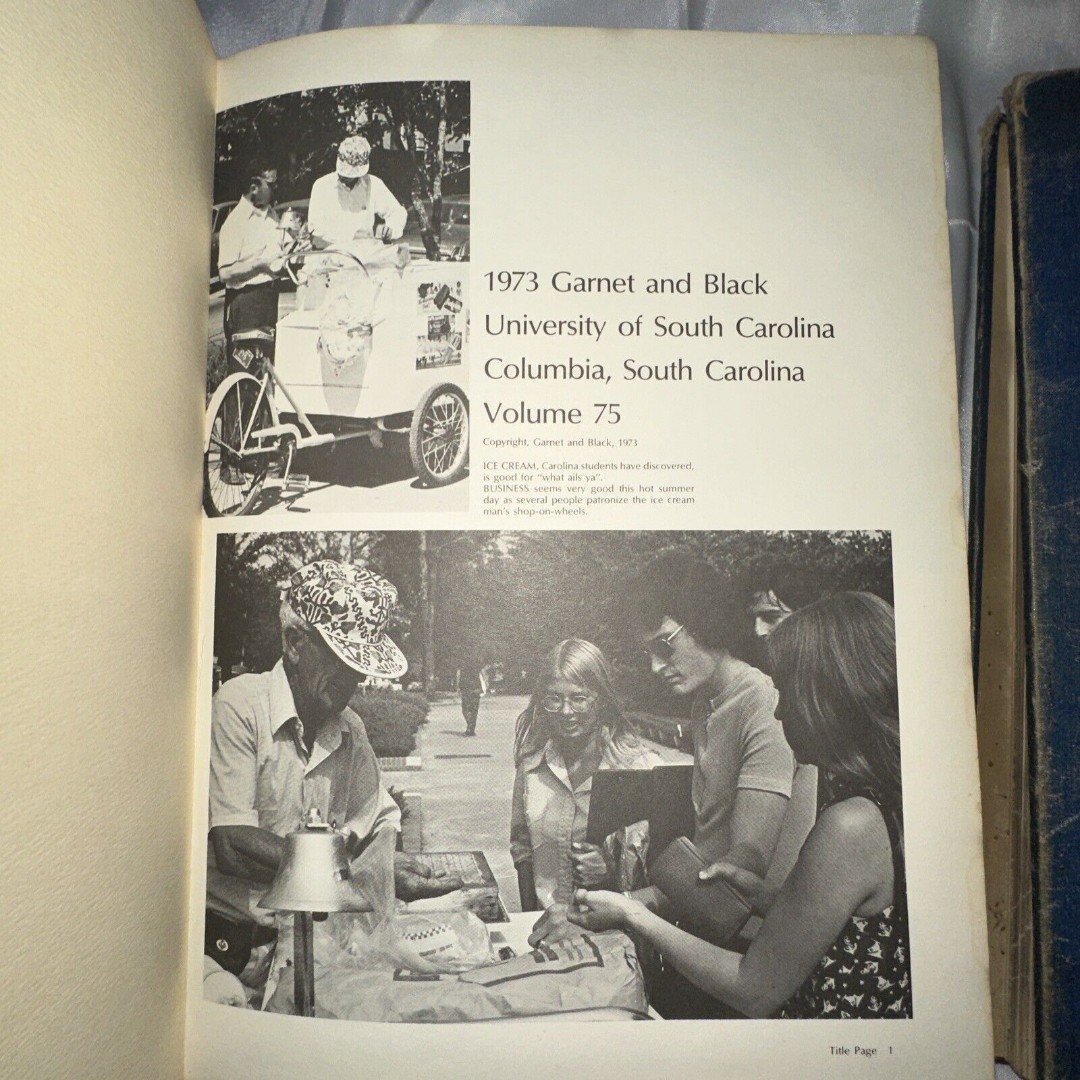 1973 Garnet and Black
University of South Carolina
Columbia, South Carolina
Volume 75
Copyright, Garnet and Black, 1973
ICE CREAM, Carolina students have discovered,
is good for "what ails ya".
BUSINESS seems very good this hot summer
day as several people patronize the ice cream
man's shop-on-wheels.
Title Page 1